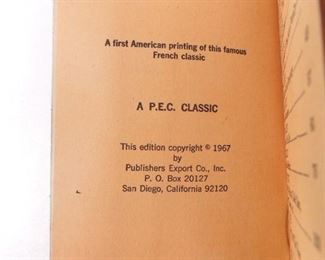 A first American printing of this famous
French classic
A P.E.C. CLASSIC
This edition copyright © 1967
by
Publishers Export Co., Inc.
P. O. Box 20127
San Diego, California 92120